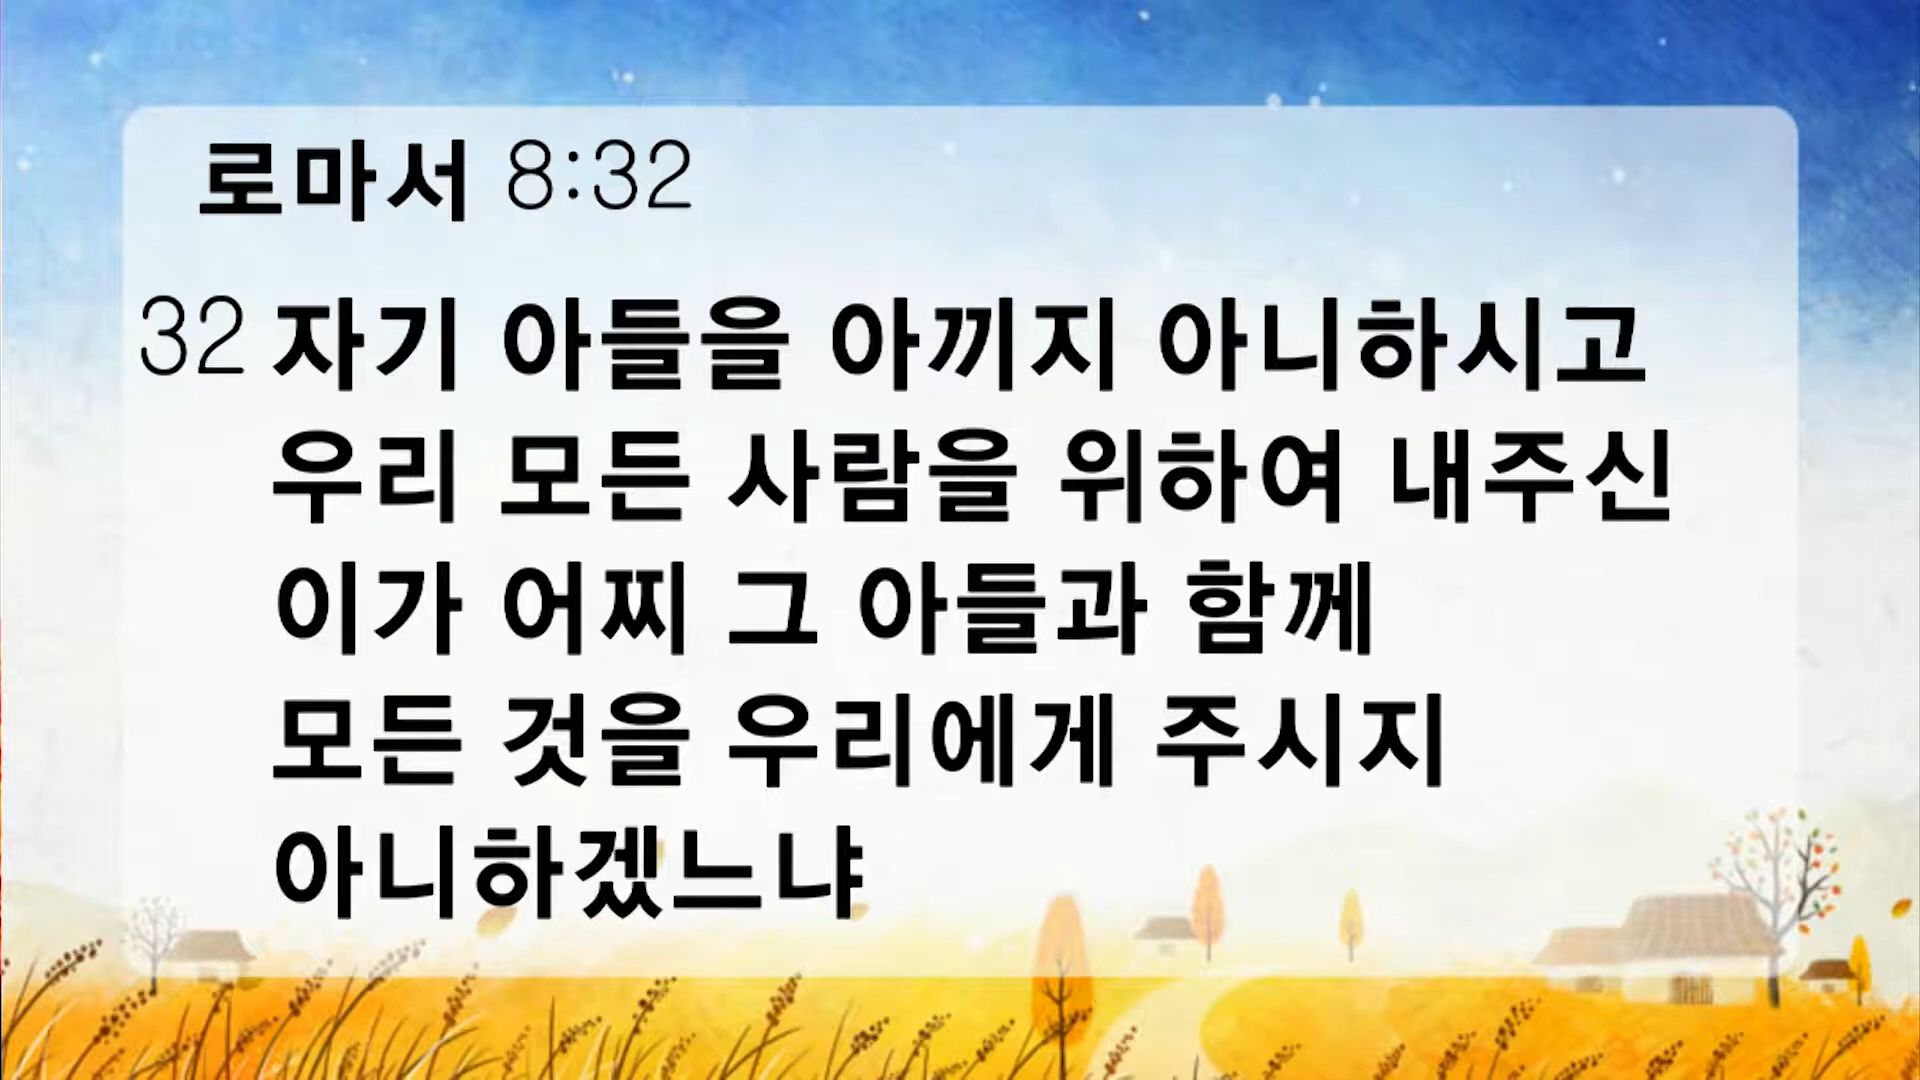 로마서 8:32
32 자기 아들을 아끼지 아니하시고
우리 모든 사람을 위하여 내주신
이가 어찌 그 아들과 함께
모든 것을 우리에게 주시지
아니하겠느냐